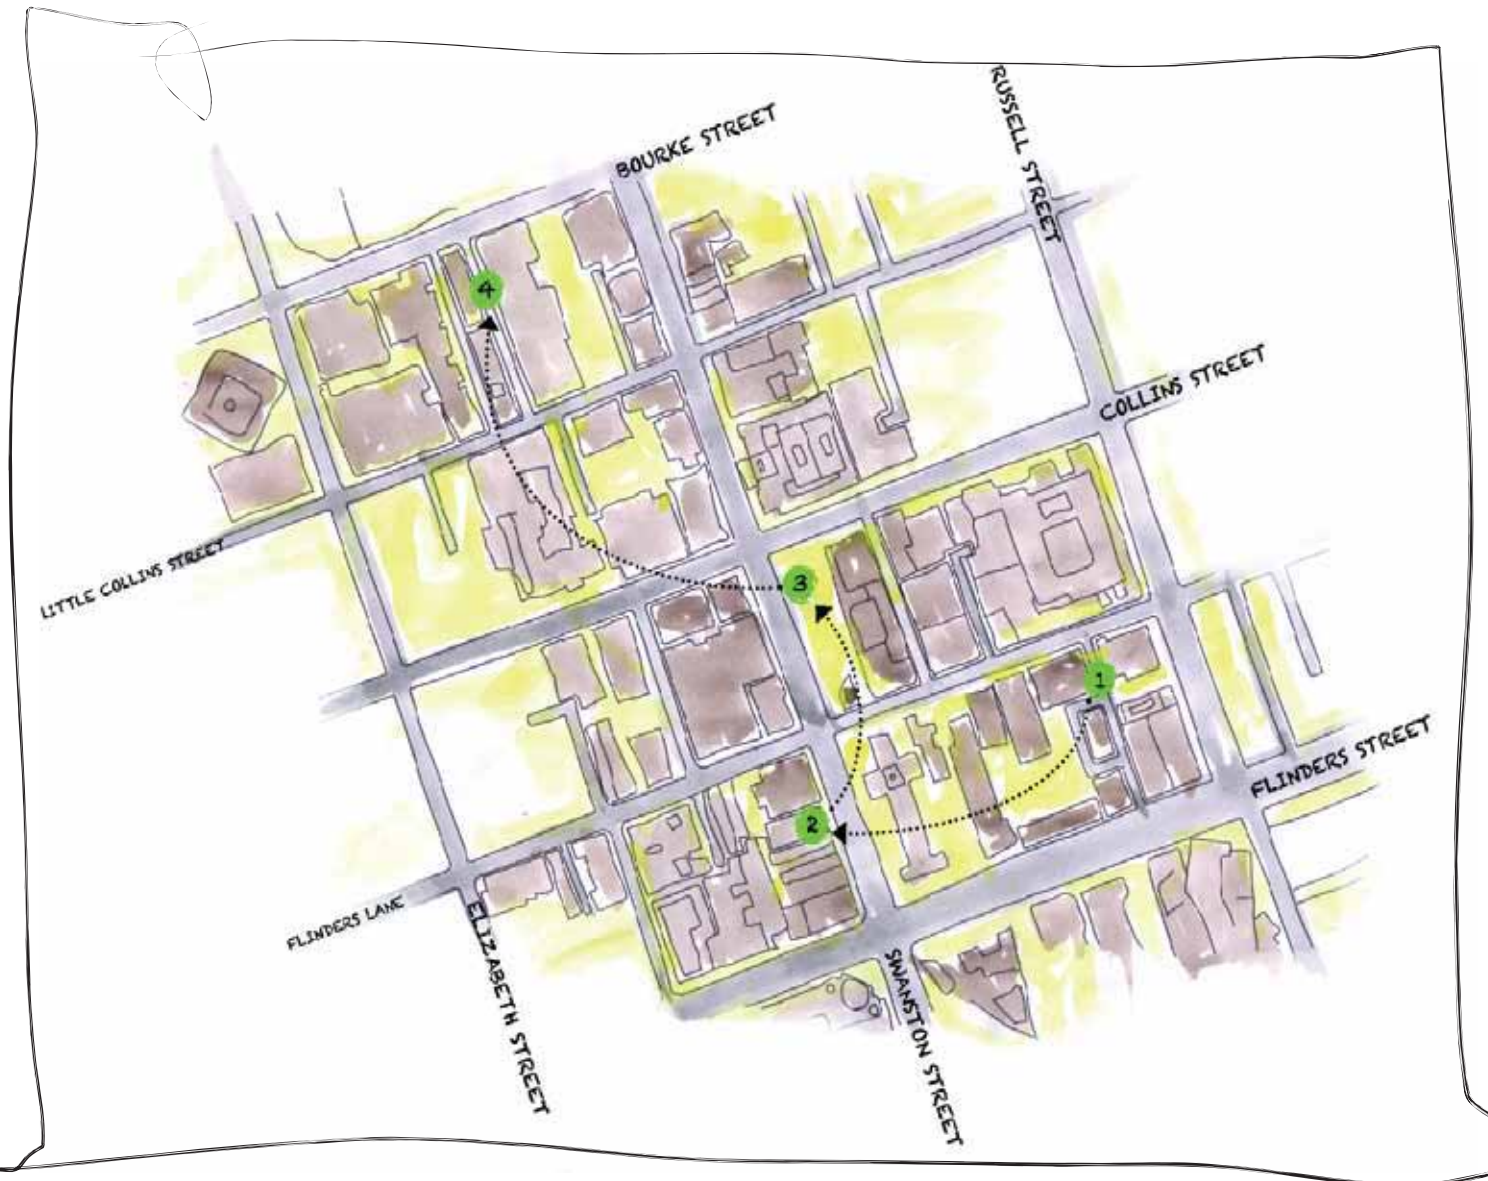 RUSSELL STREET
BOURKE STREET
4
COLLINS STREET
LITTLE COLLINS STREET
3
1
FLINDERS STREET
2
FLINDERS LANE
ELIZABETH STREET
SWANSTON STREET